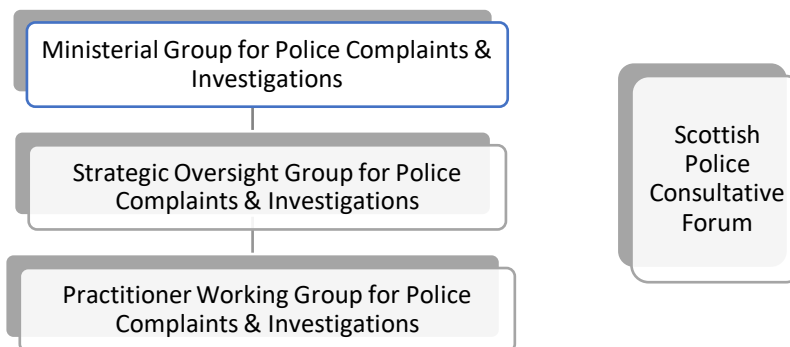 Ministerial Group for Police Complaints &
Investigations
Strategic Oversight Group for Police
Complaints & Investigations
Practitioner Working Group for Police
Complaints & Investigations
Scottish
Police
Consultative
Forum